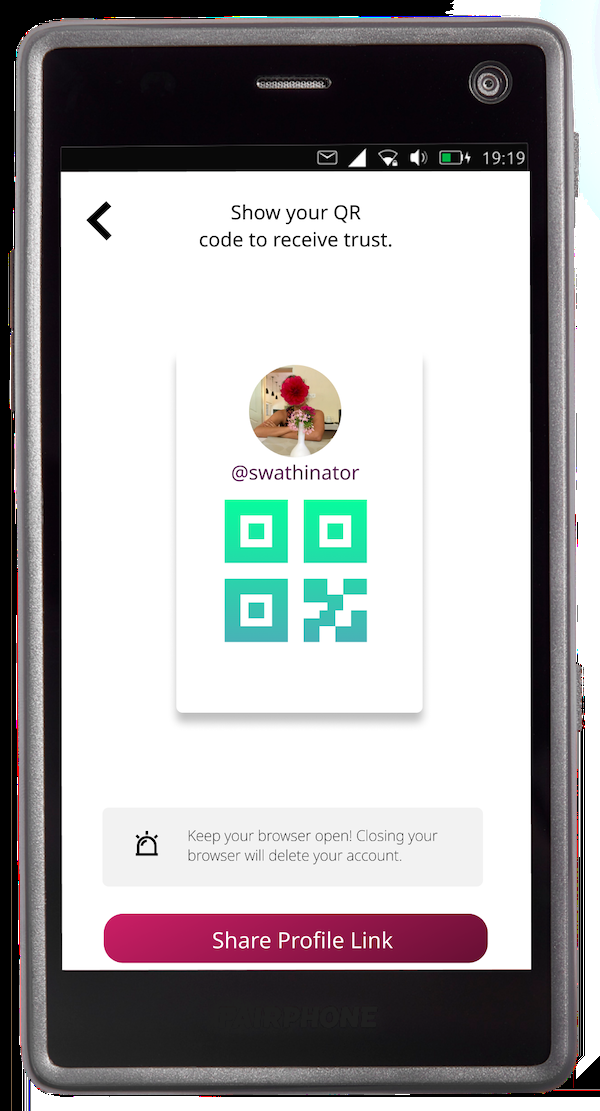 19:19
Show your QR
code to receive trust.
@swathinator
Keep your browser open! Closing your
browser will delete your account.
Share Profile Link
FAIRPHONE